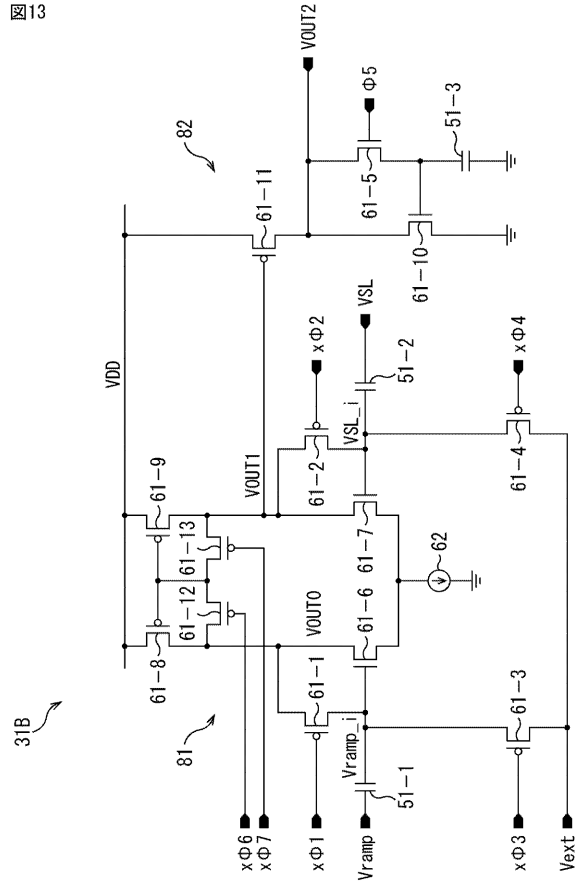 図13
31B
81
82
VDD
VOUT2
Φ5
51-3
61-5
61-10
61-11
VSL
xΦ2
51-2
xΦ4
VSL_i
61-2
61-4
VOUT1
61-9
61-13
61-7
62
61-12
VOUT0
61-6
61-8
61-1
61-3
Vramp_i
51-1
xΦ6
xΦ7
xΦ1
Vramp
xΦ3
Vext